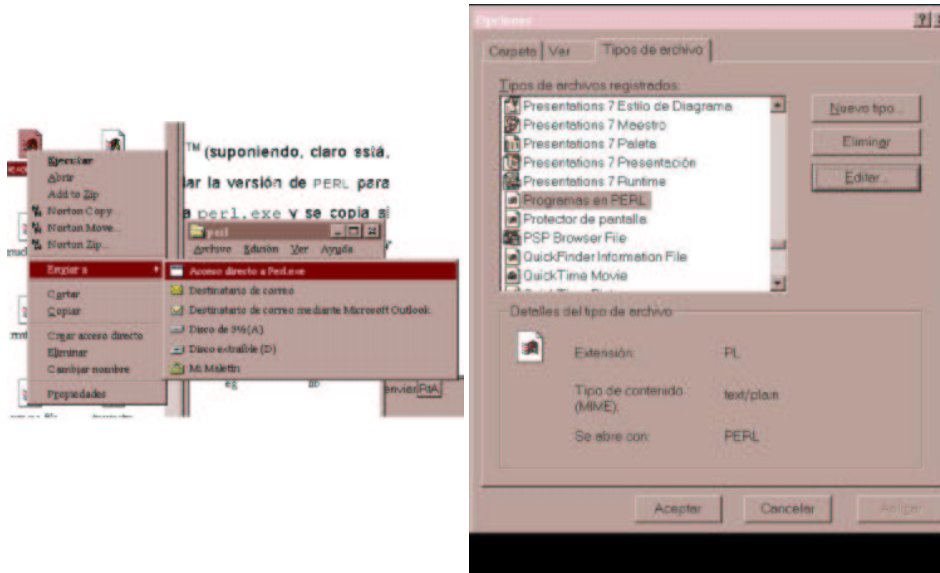 ™ (suponiendo, claro está,
ar la versión de PERL para
a perl.exe y se copia
Ejecutar
Abrir
Add to Zip
Norton Copy...
Norton Move...
Norton Zip...
Enviar a
Cortar
Copiar
Crear acceso directo
Eliminar
Cambiar nombre
Propiedades
perl
Archivo Edición Ver Ayuda
Acceso directo a Perl.exe
Destinatario de correo
Destinatario de correo mediante Microsoft Outlook
Disco de 3½ (A)
Disco extraíble (D)
Mi Maletín
enviar
Opciones
Carpeta Ver Tipos de archivo
Tipos de archivos registrados:
Presentations 7 Estilo de Diagrama
Presentations 7 Maestro
Presentations 7 Paleta
Presentations 7 Presentación
Presentations 7 Runtime
Programas en PERL
Protector de pantalla
PSP Browser File
QuickFinder Information File
QuickTime Movie
Nuevo tipo...
Eliminar
Editar...
Detalles del tipo de archivo
Extensión: PL
Tipo de contenido text/plain
(MIME):
Se abre con: PERL
Aceptar Cancelar